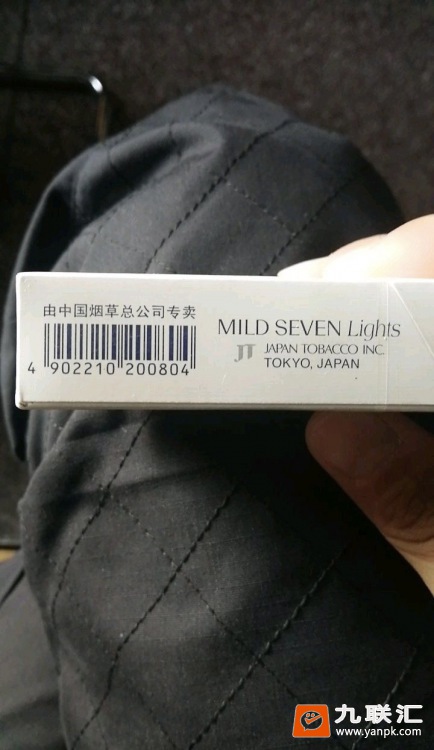 由中国烟草总公司专卖
4 902210 200804
MILD SEVEN Lights
JT JAPAN TOBACCO INC.
TOKYO, JAPAN
九联汇
www.yanpk.com